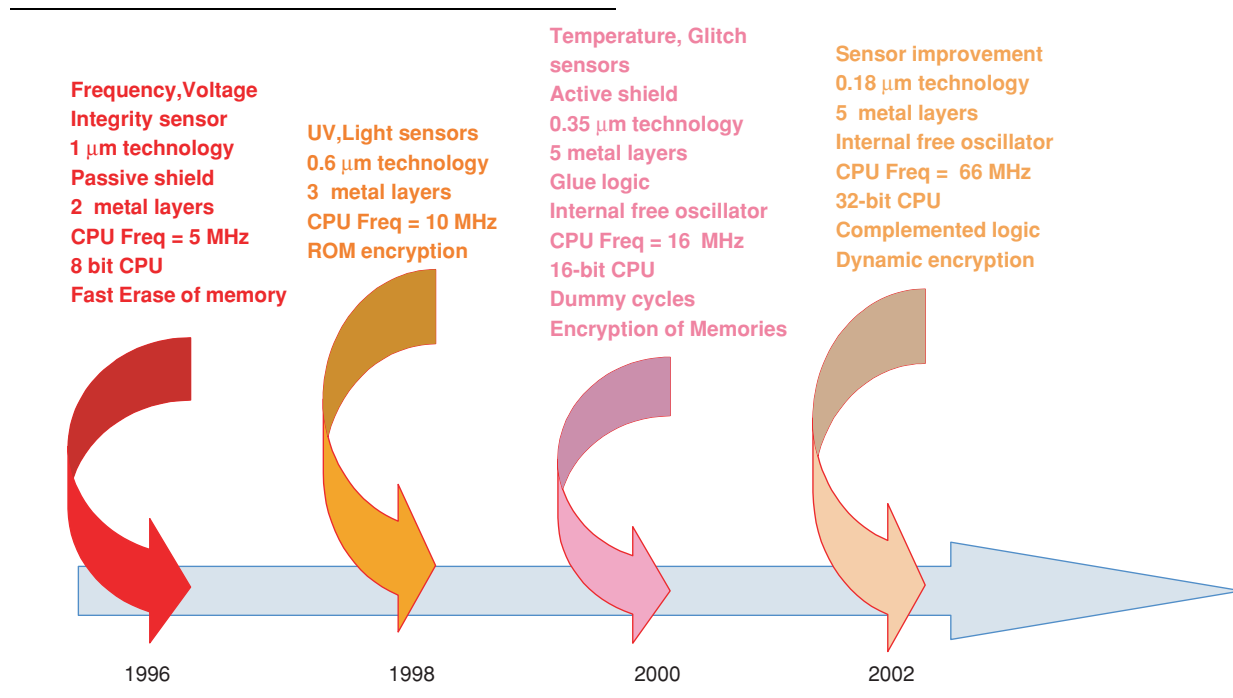 Frequency,Voltage
Integrity sensor
1 μm technology
Passive shield
2 metal layers
CPU Freq = 5 MHz
8 bit CPU
Fast Erase of memory
UV,Light sensors
0.6 μm technology
3 metal layers
CPU Freq = 10 MHz
ROM encryption
Temperature, Glitch
sensors
Active shield
0.35 μm technology
5 metal layers
Glue logic
Internal free oscillator
CPU Freq = 16 MHz
16-bit CPU
Dummy cycles
Encryption of Memories
Sensor improvement
0.18 μm technology
5 metal layers
Internal free oscillator
CPU Freq = 66 MHz
32-bit CPU
Complemented logic
Dynamic encryption
1996
1998
2000
2002